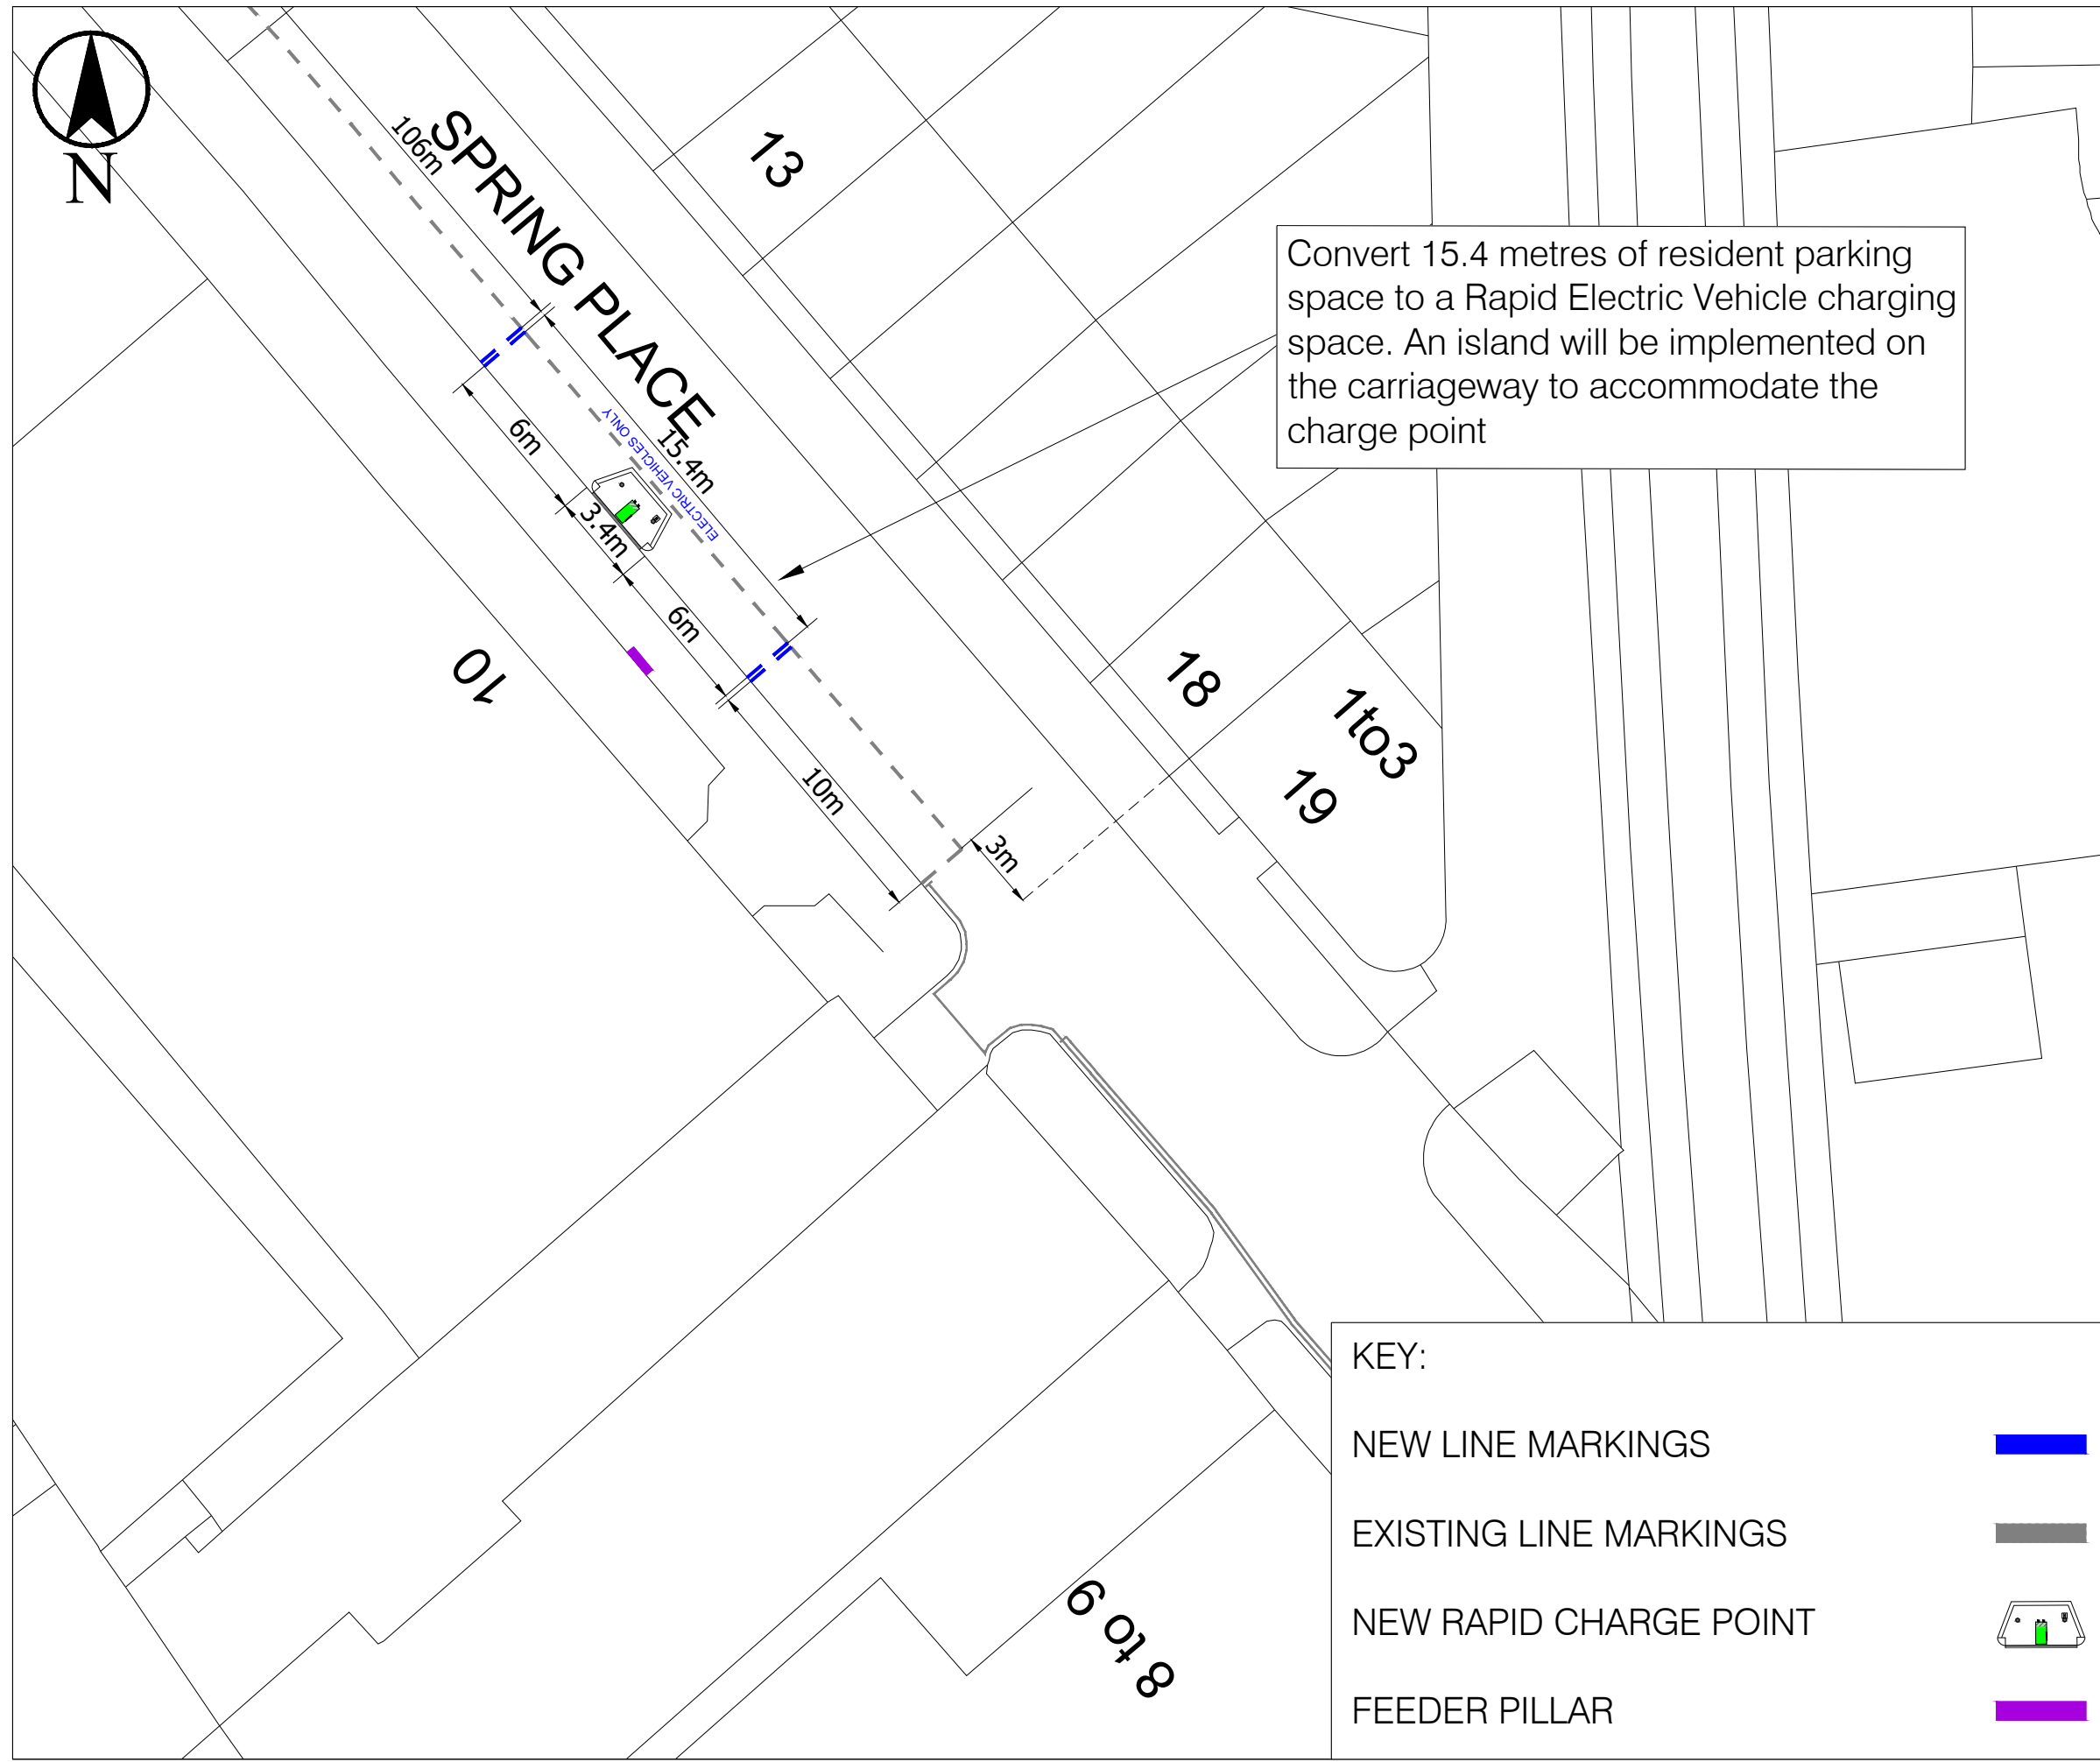 N
106m
SPRING PLACE
13
Convert 15.4 metres of resident parking
space to a Rapid Electric Vehicle charging
space. An island will be implemented on
the carriageway to accommodate the
charge point
6m
15.4m
ELECTRIC VEHICLES ONLY
3.4m
6m
10
18
1to3
19
10m
3m
8 to 9
KEY:
NEW LINE MARKINGS
EXISTING LINE MARKINGS
NEW RAPID CHARGE POINT
FEEDER PILLAR